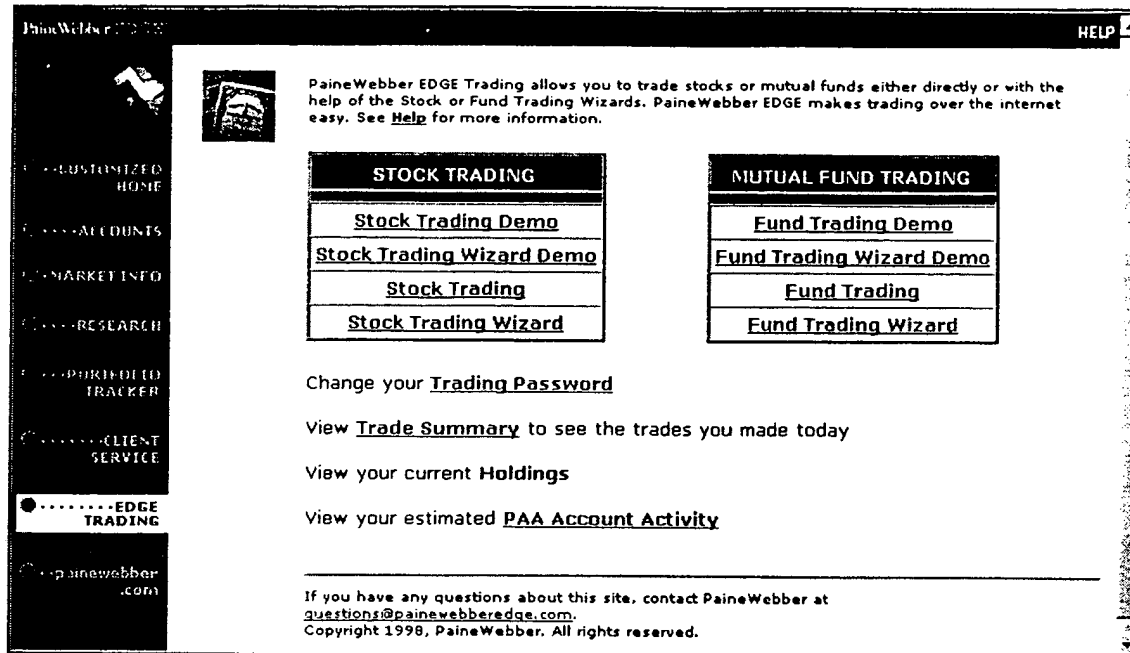 PaineWebber
HELP
PaineWebber EDGE Trading allows you to trade stocks or mutual funds either directly or with the
help of the Stock or Fund Trading Wizards. PaineWebber EDGE makes trading over the internet
easy. See Help for more information.
CUSTOMIZED
HOME
ACCOUNTS
MARKET INFO
RESEARCH
PORTFOLIO
TRACKER
CLIENT
SERVICE
EDGE
TRADING
painewebber
.com
STOCK TRADING
Stock Trading Demo
Stock Trading Wizard Demo
Stock Trading
Stock Trading Wizard
MUTUAL FUND TRADING
Fund Trading Demo
Fund Trading Wizard Demo
Fund Trading
Fund Trading Wizard
Change your Trading Password
View Trade Summary to see the trades you made today
View your current Holdings
View your estimated PAA Account Activity
If you have any questions about this site, contact PaineWebber at
questions@painewebberedge.com.
Copyright 1998, PaineWebber. All rights reserved.